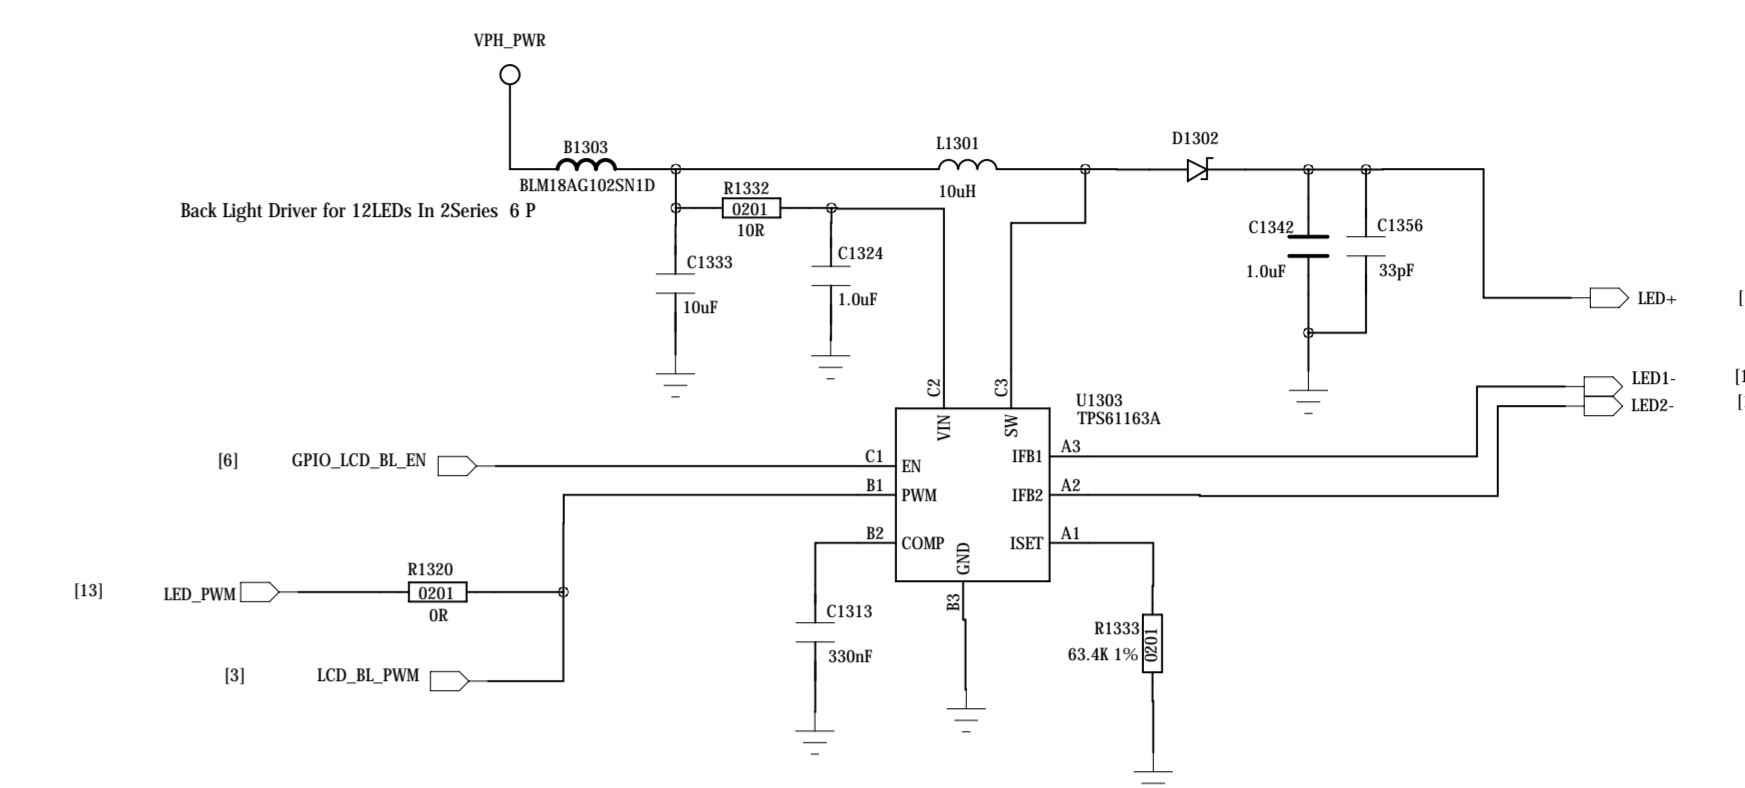 VPH_PWR
B1303
BLM18AG102SN1D
L1301
10uH
D1302
Back Light Driver for 12LEDs In 2Series 6 P
R1332
0201
10R
C1333
10uF
C1324
1.0uF
C1342
1.0uF
C1356
33pF
LED+
[
LED1-
[1
LED2-
[
C2
C3
VIN
SW
U1303
TPS61163A
[6]
GPIO_LCD_BL_EN
C1
EN
B1
PWM
B2
COMP
GND
B3
IFB1
A3
IFB2
A2
ISET
A1
[13]
LED_PWM
R1320
0201
0R
[3]
LCD_BL_PWM
C1313
330nF
R1333
63.4K 1%
0201